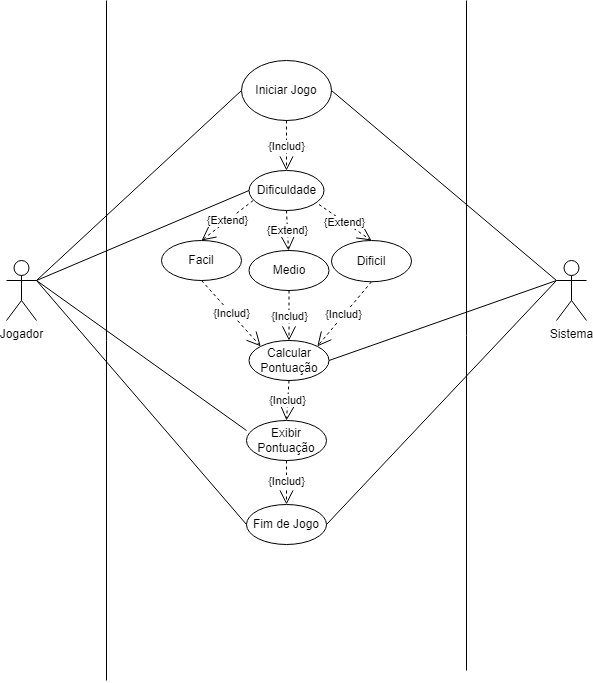 Iniciar Jogo
{Includ}
Dificuldade
{Extend}
{Extend}
{Extend}
Facil
Medio
Dificil
{Includ}
{Includ}
{Includ}
Jogador
Sistema
Calcular
Pontuação
{Includ}
Exibir
Pontuação
{Includ}
Fim de Jogo